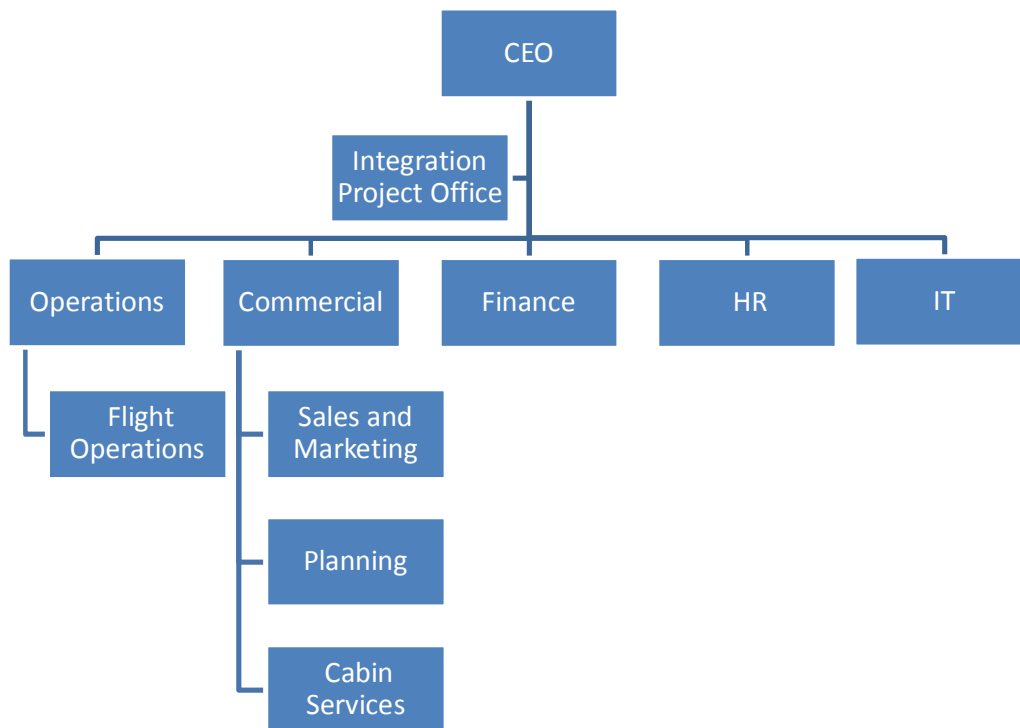 CEO
Integration
Project Office
Operations
Commercial
Finance
HR
IT
Flight
Operations
Sales and
Marketing
Planning
Cabin
Services